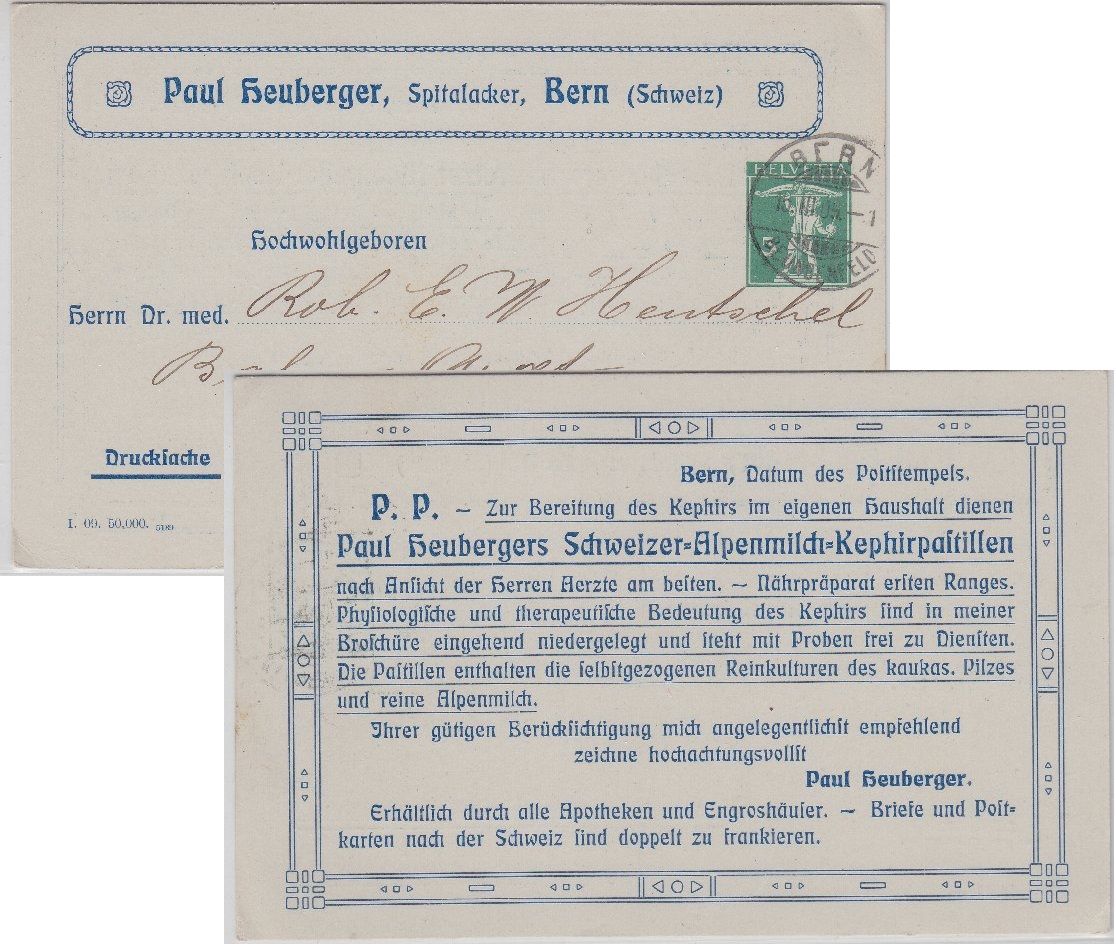 Paul Heuberger, Spitalacker, Bern (Schweiz)
BERN
HELVETIA
5
Hochwohlgeboren
Herrn Dr. med. Rob. E. W. Hentschel
Drucksache
I. 09. 50,000. 5189
Bern, Datum des Poststempels.
P. P. – Zur Bereitung des Kephirs im eigenen Haushalt dienen
Paul Heubergers Schweizer-Alpenmilch-Kephirpastillen
nach Ansicht der Herren Aerzte am besten. – Nährpräparat ersten Ranges.
Physiologische und therapeutische Bedeutung des Kephirs sind in meiner
Broschüre eingehend niedergelegt und steht mit Proben frei zu Diensten.
Die Pastillen enthalten die selbstgezogenen Reinkulturen des kaukas. Pilzes
und reine Alpenmilch.
Ihrer gütigen Berücksichtigung mich angelegentlichst empfehlend
zeichne hochachtungsvollst
Paul Heuberger.
Erhältlich durch alle Apotheken und Engroshäuser. – Briefe und Post-
karten nach der Schweiz sind doppelt zu frankieren.